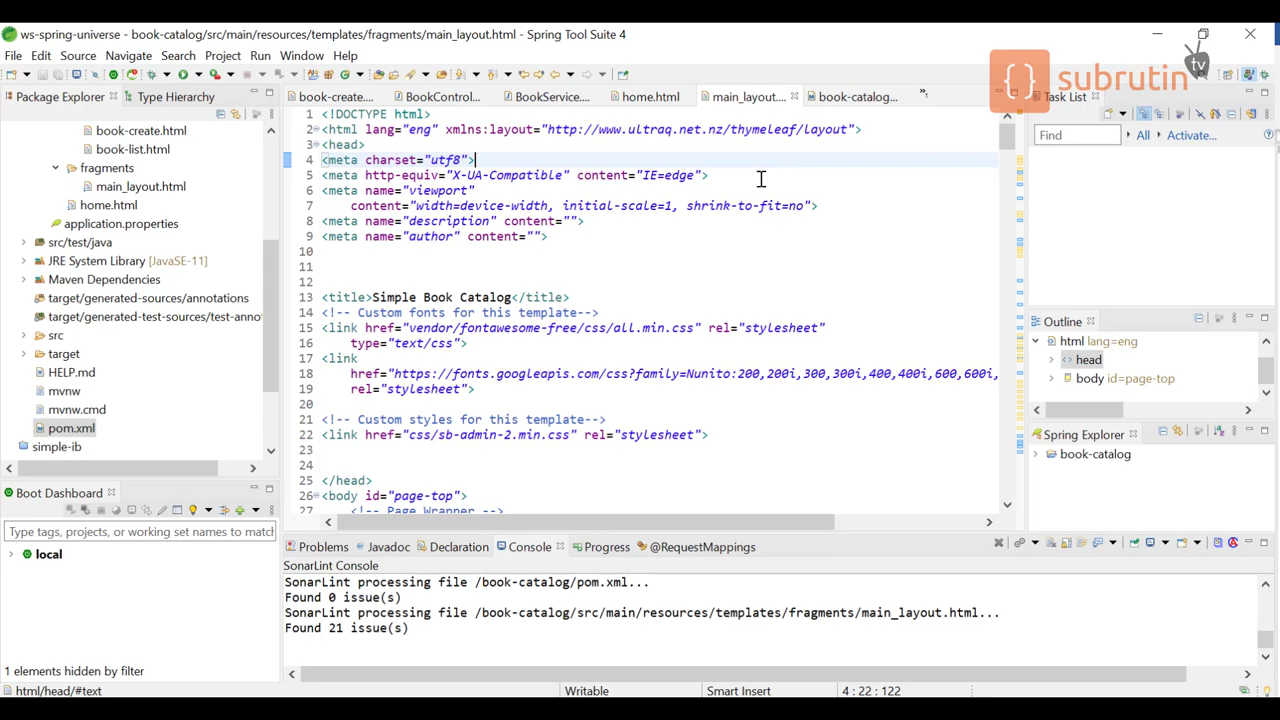 ws-spring-universe - book-catalog/src/main/resources/templates/fragments/main_layout.html - Spring Tool Suite 4
File Edit Source Navigate Search Project Run Window Help
{} subrutin tv
Package Explorer Type Hierarchy
book-create.html
book-list.html
fragments
main_layout.html
home.html
application.properties
src/test/java
JRE System Library [JavaSE-11]
Maven Dependencies
target/generated-sources/annotations
target/generated-test-sources/test-anno
src
target
HELP.md
mvnw
mvnw.cmd
pom.xml
simple-ib
Boot Dashboard
Type tags, projects, or working set names to match
local
1 elements hidden by filter
book-create.... BookControl... BookService.... home.html main_layout.... book-catalog...
1 <!DOCTYPE html>
2 <html lang="eng" xmlns:layout="http://www.ultraq.net.nz/thymeleaf/layout">
3 <head>
4 <meta charset="utf8">
5 <meta http-equiv="X-UA-Compatible" content="IE=edge">
6 <meta name="viewport"
7 content="width=device-width, initial-scale=1, shrink-to-fit=no">
8 <meta name="description" content="">
9 <meta name="author" content="">
10
11
12
13 <title>Simple Book Catalog</title>
14 <!-- Custom fonts for this template-->
15 <link href="vendor/fontawesome-free/css/all.min.css" rel="stylesheet"
16 type="text/css">
17 <link
18 href="https://fonts.googleapis.com/css?family=Nunito:200,200i,300,300i,400,400i,600,600i,
19 rel="stylesheet">
20
21 <!-- Custom styles for this template-->
22 <link href="css/sb-admin-2.min.css" rel="stylesheet">
23
24
25 </head>
26 <body id="page-top">
27 <!-- Page Wrapper -->
Task List
Find All Activate...
Outline
html lang=eng
head
body id=page-top
Spring Explorer
book-catalog
Problems Javadoc Declaration Console Progress @RequestMappings
SonarLint Console
SonarLint processing file /book-catalog/pom.xml...
Found 0 issue(s)
SonarLint processing file /book-catalog/src/main/resources/templates/fragments/main_layout.html...
Found 21 issue(s)
html/head/#text Writable Smart Insert 4 : 22 : 122